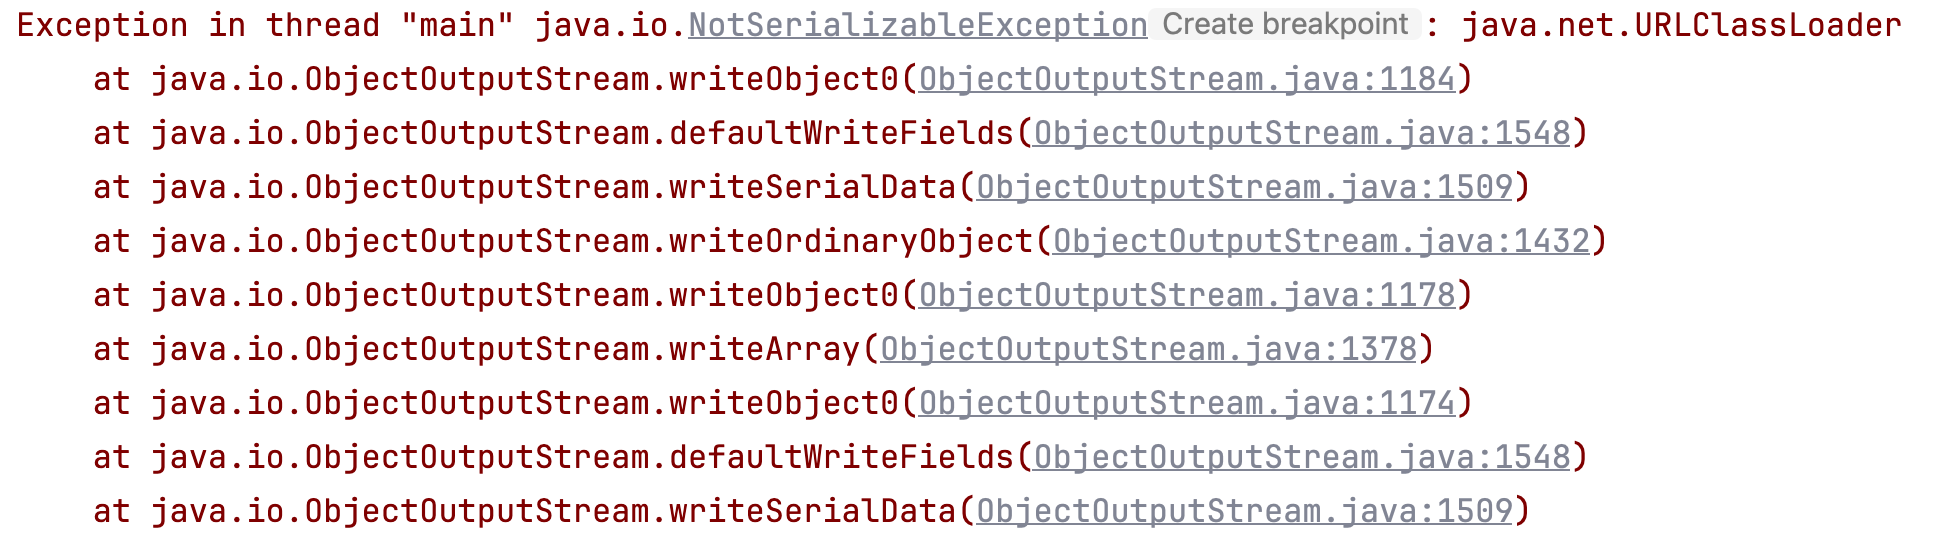 Exception in thread "main" java.io.NotSerializableException Create breakpoint : java.net.URLClassLoader
    at java.io.ObjectOutputStream.writeObject0(ObjectOutputStream.java:1184)
    at java.io.ObjectOutputStream.defaultWriteFields(ObjectOutputStream.java:1548)
    at java.io.ObjectOutputStream.writeSerialData(ObjectOutputStream.java:1509)
    at java.io.ObjectOutputStream.writeOrdinaryObject(ObjectOutputStream.java:1432)
    at java.io.ObjectOutputStream.writeObject0(ObjectOutputStream.java:1178)
    at java.io.ObjectOutputStream.writeArray(ObjectOutputStream.java:1378)
    at java.io.ObjectOutputStream.writeObject0(ObjectOutputStream.java:1174)
    at java.io.ObjectOutputStream.defaultWriteFields(ObjectOutputStream.java:1548)
    at java.io.ObjectOutputStream.writeSerialData(ObjectOutputStream.java:1509)